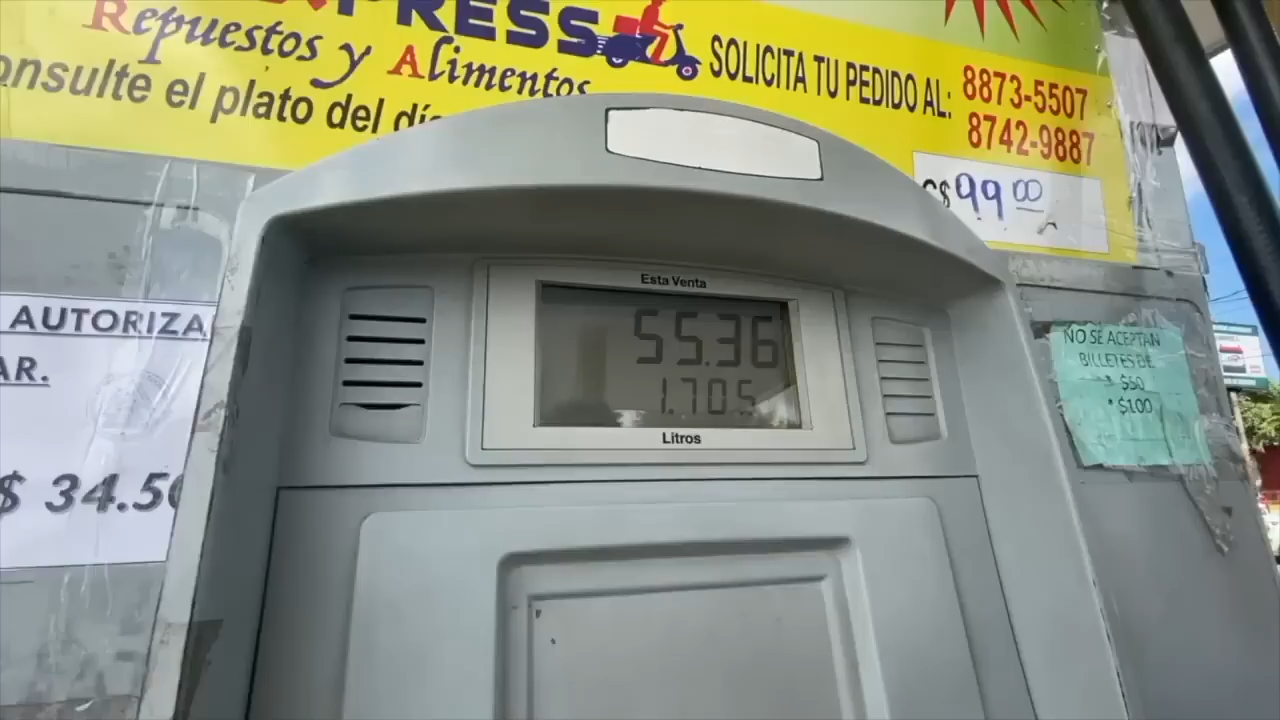 PRESS
Repuestos y Alimentos
onsulte el plato del dí
SOLICITA TU PEDIDO AL:
8873-5507
8742-9887
C$99 00
AUTORIZA
AR.
$ 34.50
Esta Venta
55.36
1.705
Litros
NO SE ACEPTAN
BILLETES DE
* $50
* $100